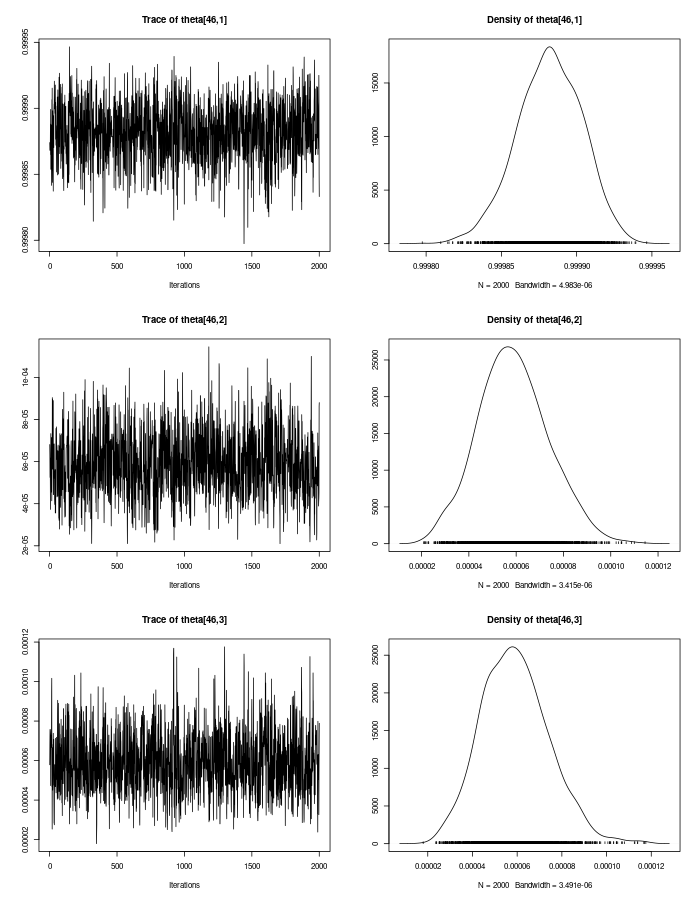 Trace of theta[46,1]
0.99980 0.99985 0.99990 0.99995
0 500 1000 1500 2000
Iterations
Density of theta[46,1]
0 5000 10000 15000
0.99980 0.99985 0.99990 0.99995
N = 2000 Bandwidth = 4.983e-06
Trace of theta[46,2]
2e-05 4e-05 6e-05 8e-05 1e-04
0 500 1000 1500 2000
Iterations
Density of theta[46,2]
0 5000 10000 15000 20000 25000
0.00002 0.00004 0.00006 0.00008 0.00010 0.00012
N = 2000 Bandwidth = 3.415e-06
Trace of theta[46,3]
0.00002 0.00004 0.00006 0.00008 0.00010 0.00012
0 500 1000 1500 2000
Iterations
Density of theta[46,3]
0 5000 10000 15000 20000 25000
0.00002 0.00004 0.00006 0.00008 0.00010 0.00012
N = 2000 Bandwidth = 3.491e-06